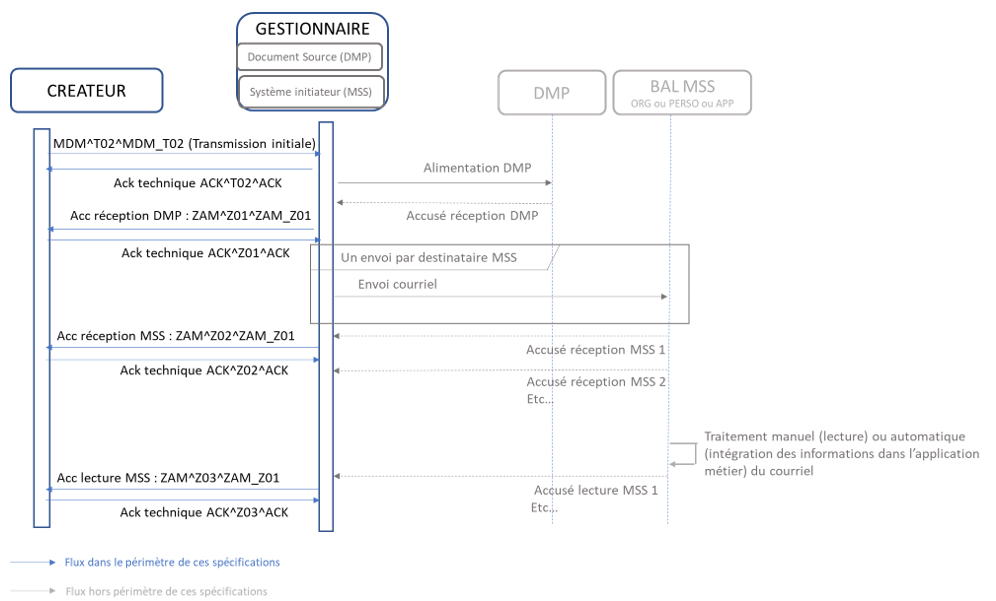 GESTIONNAIRE
Document Source (DMP)
Système initiateur (MSS)
CREATEUR
DMP
BAL MSS
ORG ou PERSO ou APP
MDM^T02^MDM_T02 (Transmission initiale)
Ack technique ACK^T02^ACK
Alimentation DMP
Accusé réception DMP
Acc réception DMP : ZAM^Z01^ZAM_Z01
Ack technique ACK^Z01^ACK
Un envoi par destinataire MSS
Envoi courriel
Acc réception MSS : ZAM^Z02^ZAM_Z01
Accusé réception MSS 1
Ack technique ACK^Z02^ACK
Accusé réception MSS 2
Etc...
Traitement manuel (lecture) ou automatique
(intégration des informations dans l'application
métier) du courriel
Acc lecture MSS : ZAM^Z03^ZAM_Z01
Accusé lecture MSS 1
Etc...
Ack technique ACK^Z03^ACK
Flux dans le périmètre de ces spécifications
Flux hors périmètre de ces spécifications